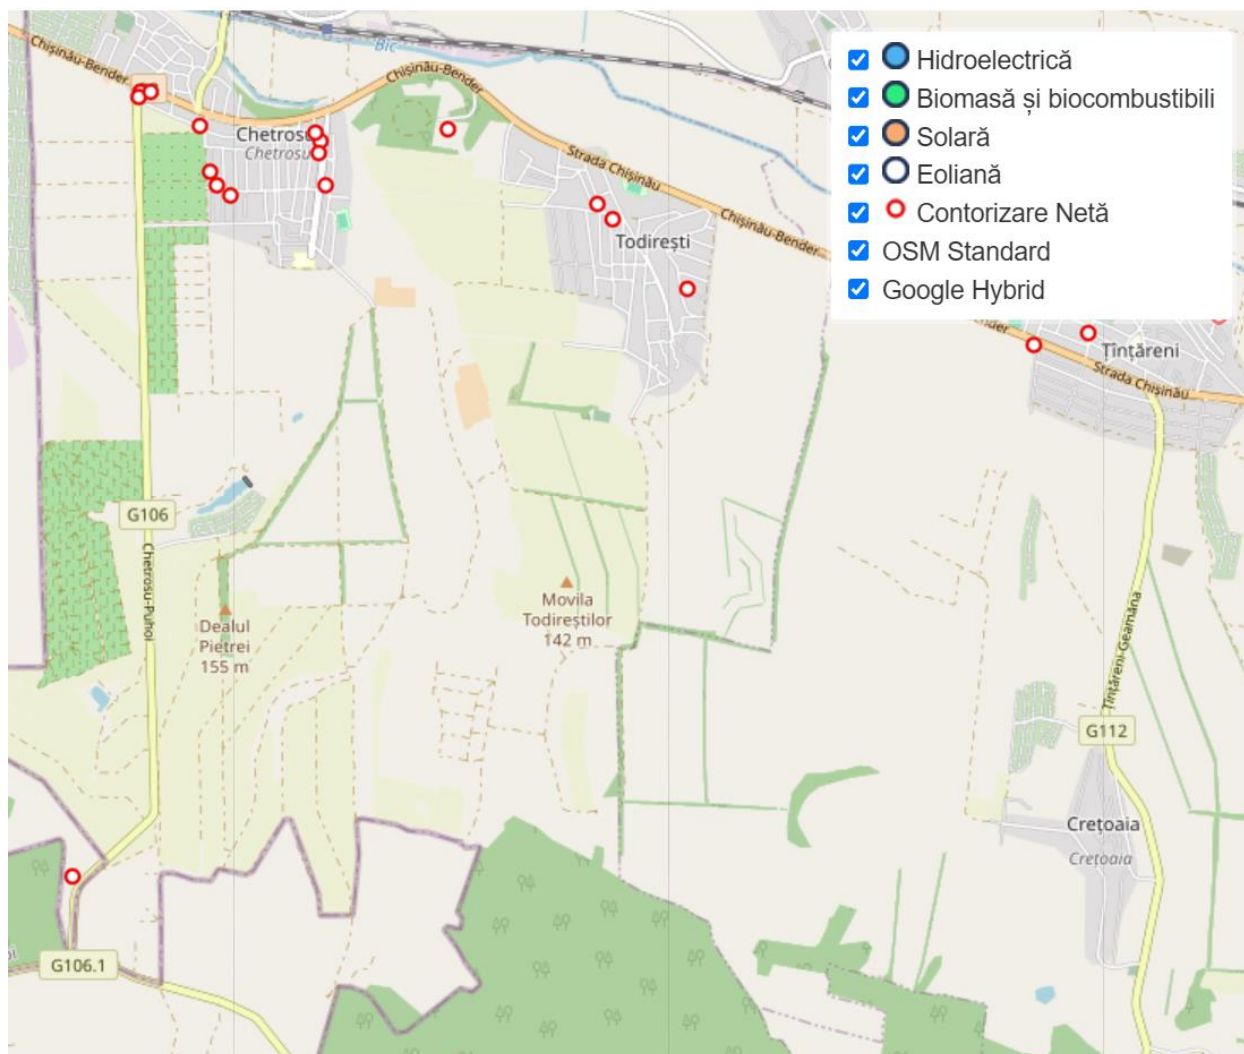 Chișinău-Bender
Bîc
Chișinău-Bender
Hidroelectrică
Biomasă și biocombustibili
Solară
Eoliană
Contorizare Netă
OSM Standard
Google Hybrid
Chetrosu
Chetrosu
Strada Chișinău
Chișinău-Bender
Todirești
Țînțăreni
Strada Chișinău
G106
Chetrosu-Puhoi
Movila
Todireștilor
142 m
Dealul
Pietrei
155 m
Țînțăreni-Geamăna
G112
Crețoaia
Crețoaia
G106.1